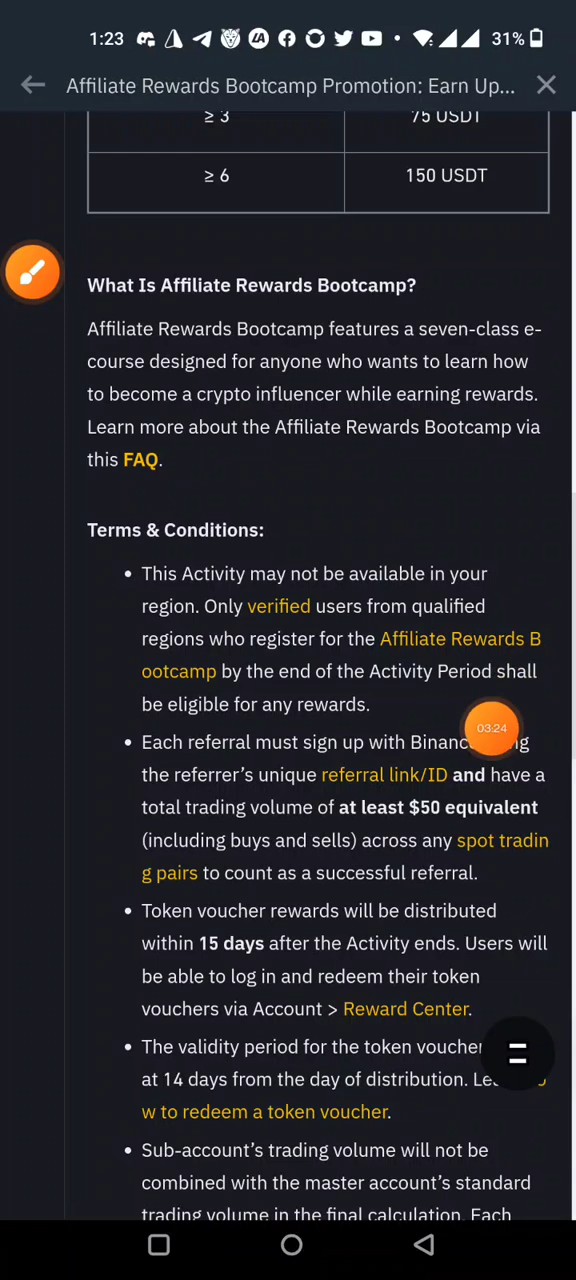 1:23
31%
Affiliate Rewards Bootcamp Promotion: Earn Up...
≥ 3 75 USDT
≥ 6 150 USDT
What Is Affiliate Rewards Bootcamp?
Affiliate Rewards Bootcamp features a seven-class e-
course designed for anyone who wants to learn how
to become a crypto influencer while earning rewards.
Learn more about the Affiliate Rewards Bootcamp via
this FAQ.
Terms & Conditions:
• This Activity may not be available in your
region. Only verified users from qualified
regions who register for the Affiliate Rewards B
ootcamp by the end of the Activity Period shall
be eligible for any rewards.
03:24
• Each referral must sign up with
the referrer's unique referral link/ID and have a
total trading volume of at least $50 equivalent
(including buys and sells) across any spot tradin
g pairs to count as a successful referral.
• Token voucher rewards will be distributed
within 15 days after the Activity ends. Users will
be able to log in and redeem their token
vouchers via Account > Reward Center.
• The validity period for the token voucher
at 14 days from the day of distribution.
w to redeem a token voucher.
• Sub-account's trading volume will not be
combined with the master account's standard
trading volume in the final calculation. Each